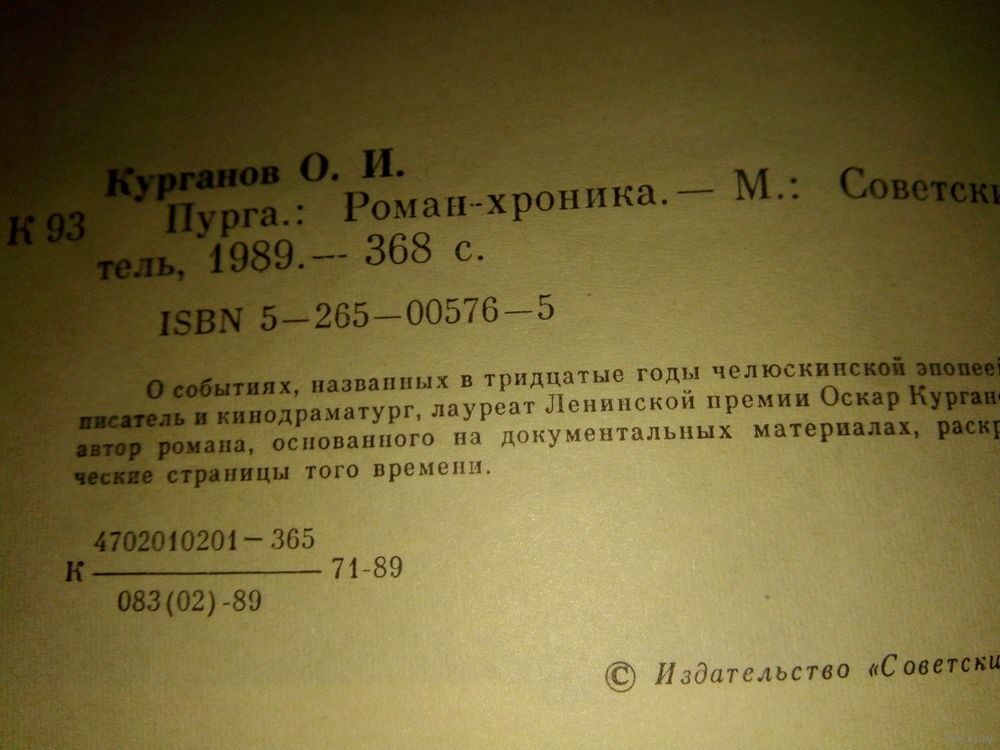 Курганов О. И.
К 93 Пурга.: Роман-хроника.— М.: Советски
тель, 1989.— 368 с.
ISBN 5—265—00576—5
О событиях, названных в тридцатые годы челюскинской эпопеей
писатель и кинодраматург, лауреат Ленинской премии Оскар Курган
автор романа, основанного на документальных материалах, раскр
ческие страницы того времени.
4702010201— 365
К ——— 71-89
083(02)-89
© Издательство «Советски